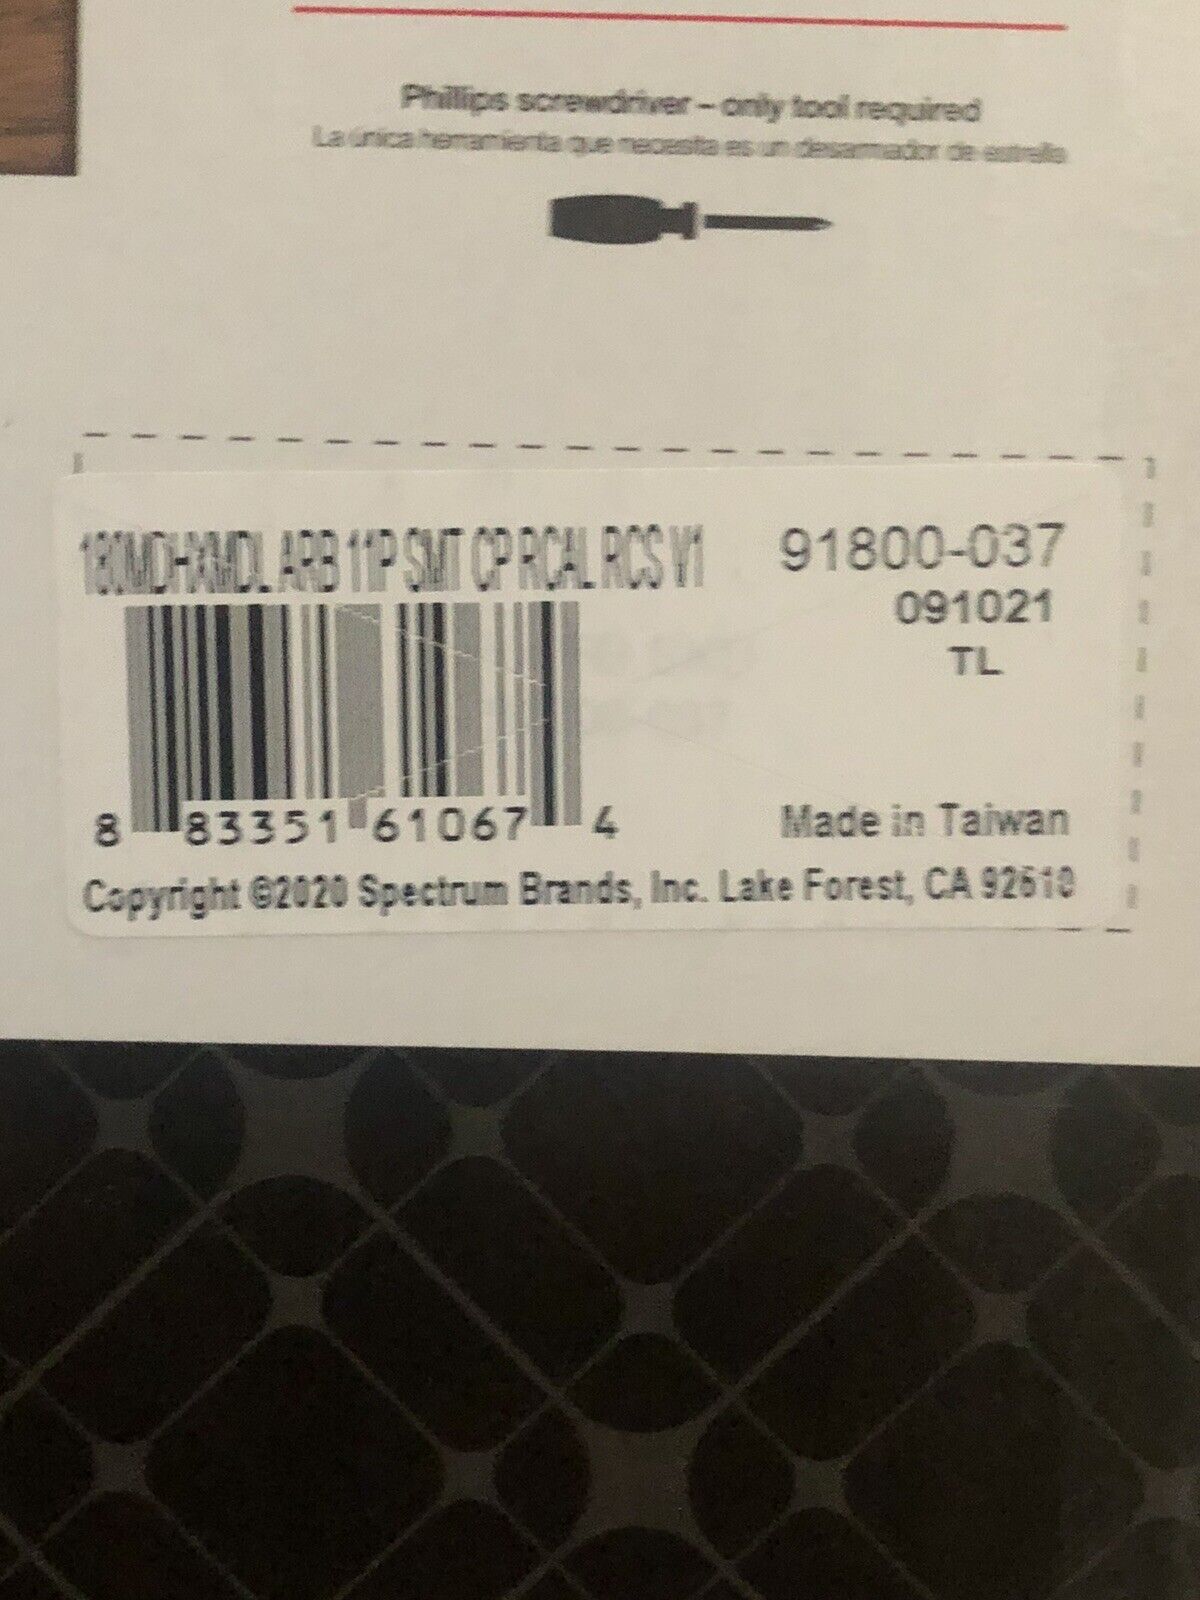 Phillips screwdriver – only tool required
La única herramienta que necesita es un desarmador de estrella
180MDHXMDL ARB 11P SMT CP RCAL RCS V1
91800-037
091021
TL
8 83351 61067 4
Made in Taiwan
Copyright ©2020 Spectrum Brands, Inc. Lake Forest, CA 92610